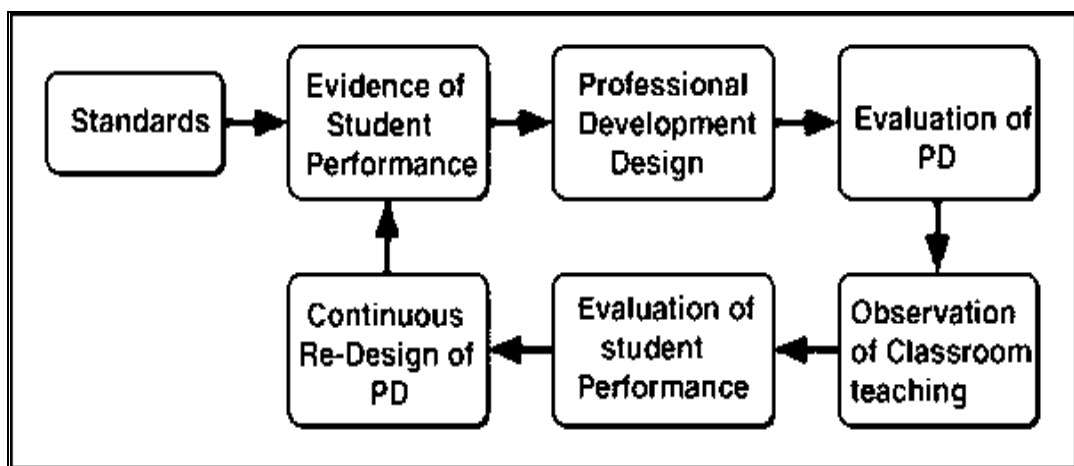 Standards
Evidence of
Student
Performance
Professional
Development
Design
Evaluation of
PD
Observation
of Classroom
teaching
Evaluation of
student
Performance
Continuous
Re-Design of
PD